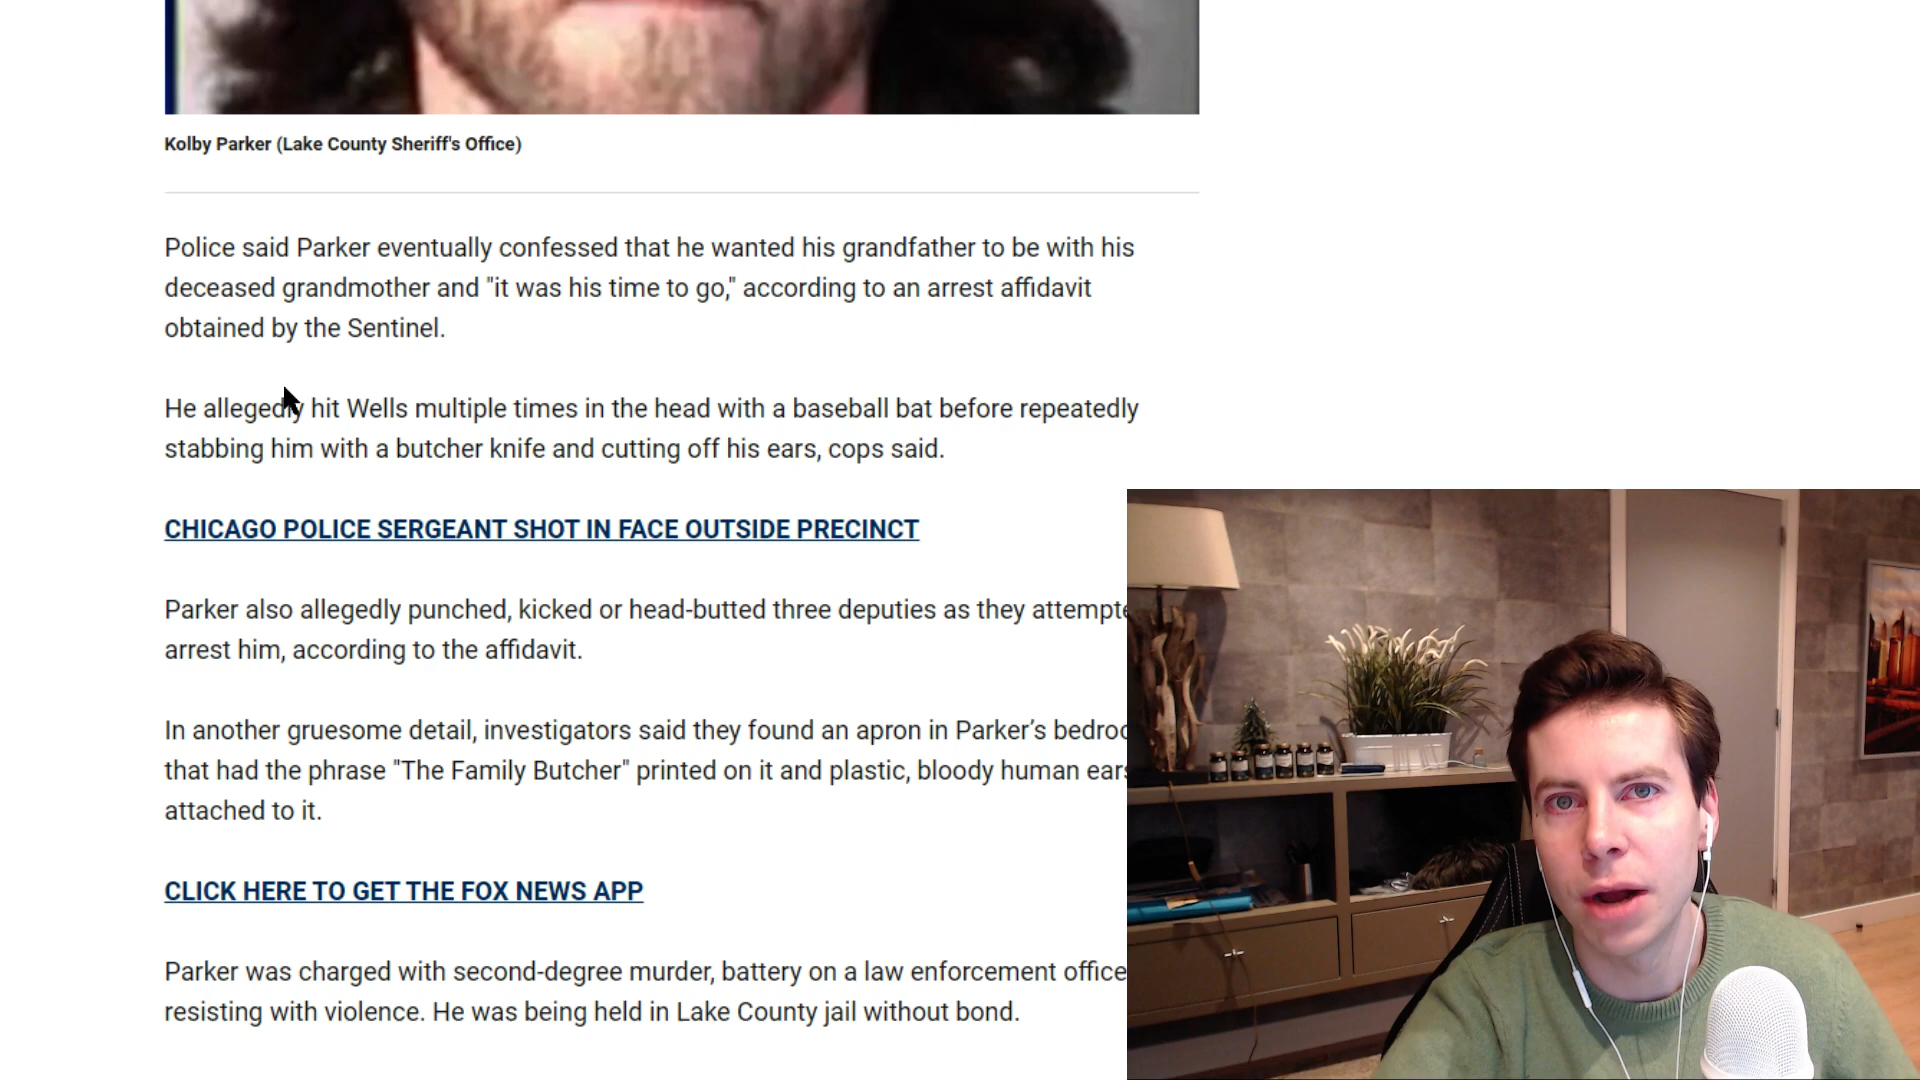 Kolby Parker (Lake County Sheriff's Office)
Police said Parker eventually confessed that he wanted his grandfather to be with his
deceased grandmother and "it was his time to go," according to an arrest affidavit
obtained by the Sentinel.
He allegedly hit Wells multiple times in the head with a baseball bat before repeatedly
stabbing him with a butcher knife and cutting off his ears, cops said.
CHICAGO POLICE SERGEANT SHOT IN FACE OUTSIDE PRECINCT
Parker also allegedly punched, kicked or head-butted three deputies as they attempte
arrest him, according to the affidavit.
In another gruesome detail, investigators said they found an apron in Parker’s bedroo
that had the phrase "The Family Butcher" printed on it and plastic, bloody human ears
attached to it.
CLICK HERE TO GET THE FOX NEWS APP
Parker was charged with second-degree murder, battery on a law enforcement office
resisting with violence. He was being held in Lake County jail without bond.